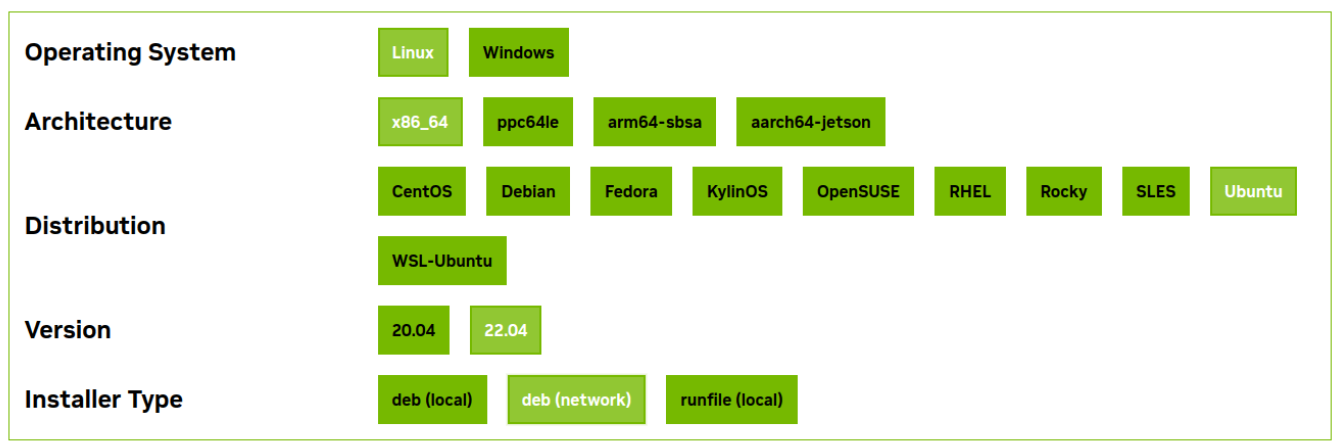 Operating System Linux Windows
Architecture x86_64 ppc64le arm64-sbsa aarch64-jetson
Distribution CentOS Debian Fedora KylinOS OpenSUSE RHEL Rocky SLES Ubuntu
WSL-Ubuntu
Version 20.04 22.04
Installer Type deb (local) deb (network) runfile (local)